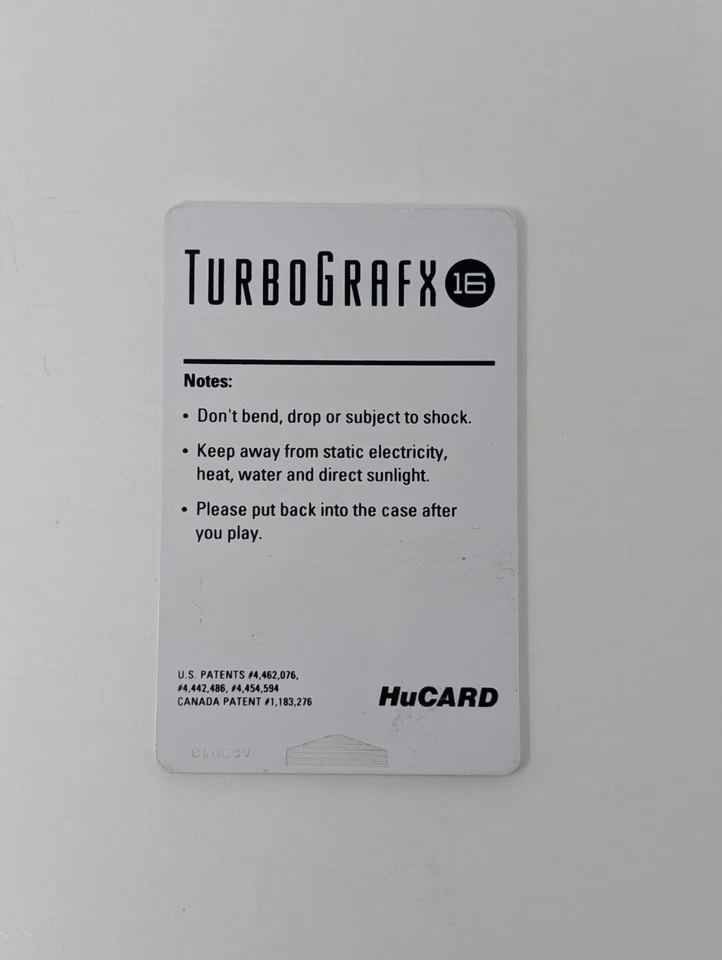 TURBOGRAFX 16
Notes:
• Don't bend, drop or subject to shock.
• Keep away from static electricity,
heat, water and direct sunlight.
• Please put back into the case after
you play.
U.S. PATENTS #4,462,076,
#4,442,486, #4,454,594
CANADA PATENT #1,183,276
HuCARD